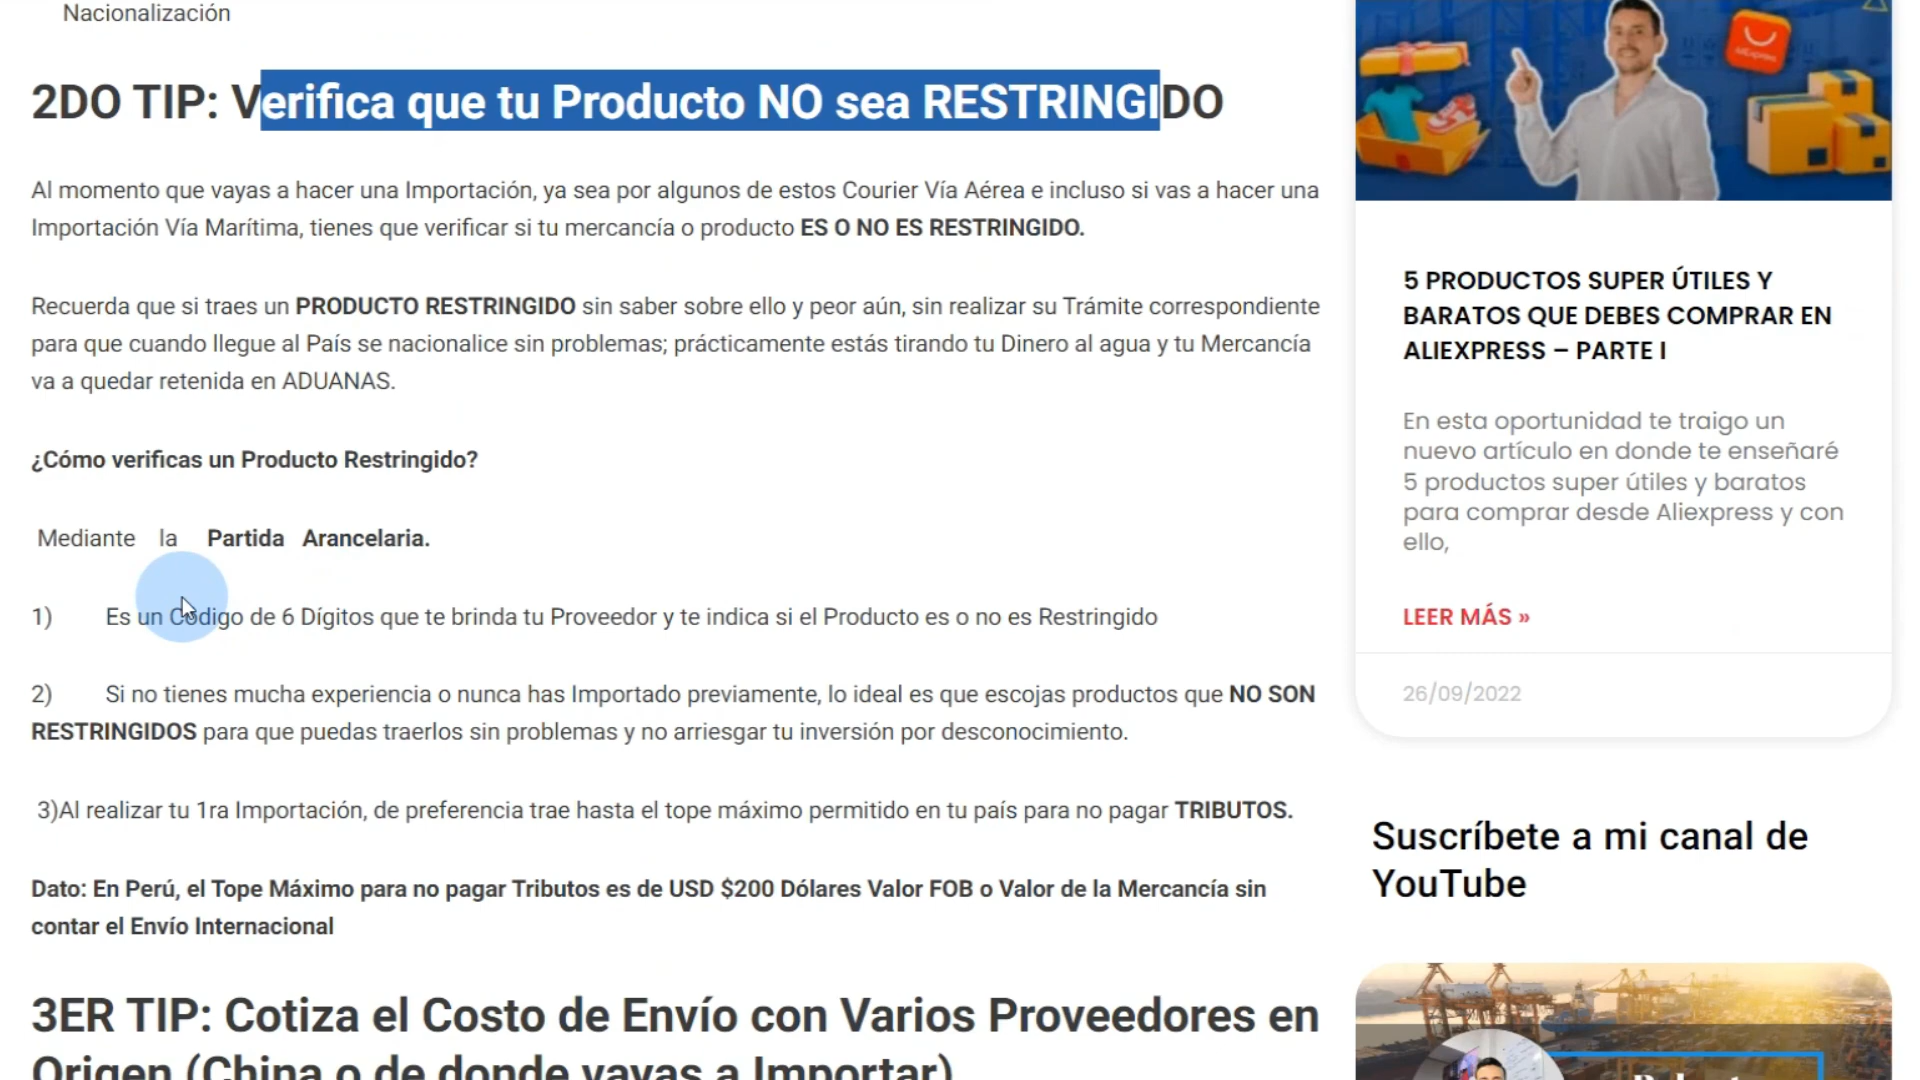 Nacionalización
2DO TIP: Verifica que tu Producto NO sea RESTRINGIDO
Al momento que vayas a hacer una Importación, ya sea por algunos de estos Courier Vía Aérea e incluso si vas a hacer una
Importación Vía Marítima, tienes que verificar si tu mercancía o producto ES O NO ES RESTRINGIDO.
Recuerda que si traes un PRODUCTO RESTRINGIDO sin saber sobre ello y peor aún, sin realizar su Trámite correspondiente
para que cuando llegue al País se nacionalice sin problemas; prácticamente estás tirando tu Dinero al agua y tu Mercancía
va a quedar retenida en ADUANAS.
¿Cómo verificas un Producto Restringido?
Mediante la Partida Arancelaria.
1) Es un Código de 6 Dígitos que te brinda tu Proveedor y te indica si el Producto es o no es Restringido
2) Si no tienes mucha experiencia o nunca has Importado previamente, lo ideal es que escojas productos que NO SON
RESTRINGIDOS para que puedas traerlos sin problemas y no arriesgar tu inversión por desconocimiento.
3)Al realizar tu 1ra Importación, de preferencia trae hasta el tope máximo permitido en tu país para no pagar TRIBUTOS.
Dato: En Perú, el Tope Máximo para no pagar Tributos es de USD $200 Dólares Valor FOB o Valor de la Mercancía sin
contar el Envío Internacional
3ER TIP: Cotiza el Costo de Envío con Varios Proveedores en
Origen (China o de donde vayas a Importar)
AliExpress
5 PRODUCTOS SUPER ÚTILES Y
BARATOS QUE DEBES COMPRAR EN
ALIEXPRESS – PARTE I
En esta oportunidad te traigo un
nuevo artículo en donde te enseñaré
5 productos super útiles y baratos
para comprar desde Aliexpress y con
ello,
LEER MÁS »
26/09/2022
Suscríbete a mi canal de
YouTube